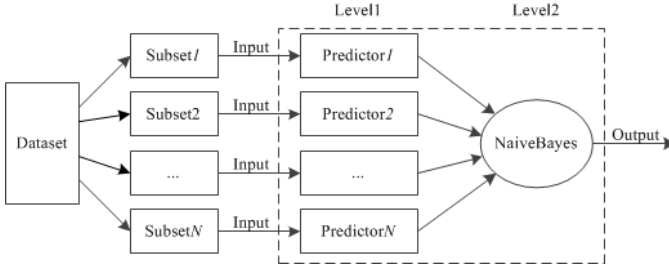 Level1 Level2
Subset1 Input Predictor1
Subset2 Input Predictor2
Dataset NaiveBayes Output
... Input ...
SubsetN Input PredictorN